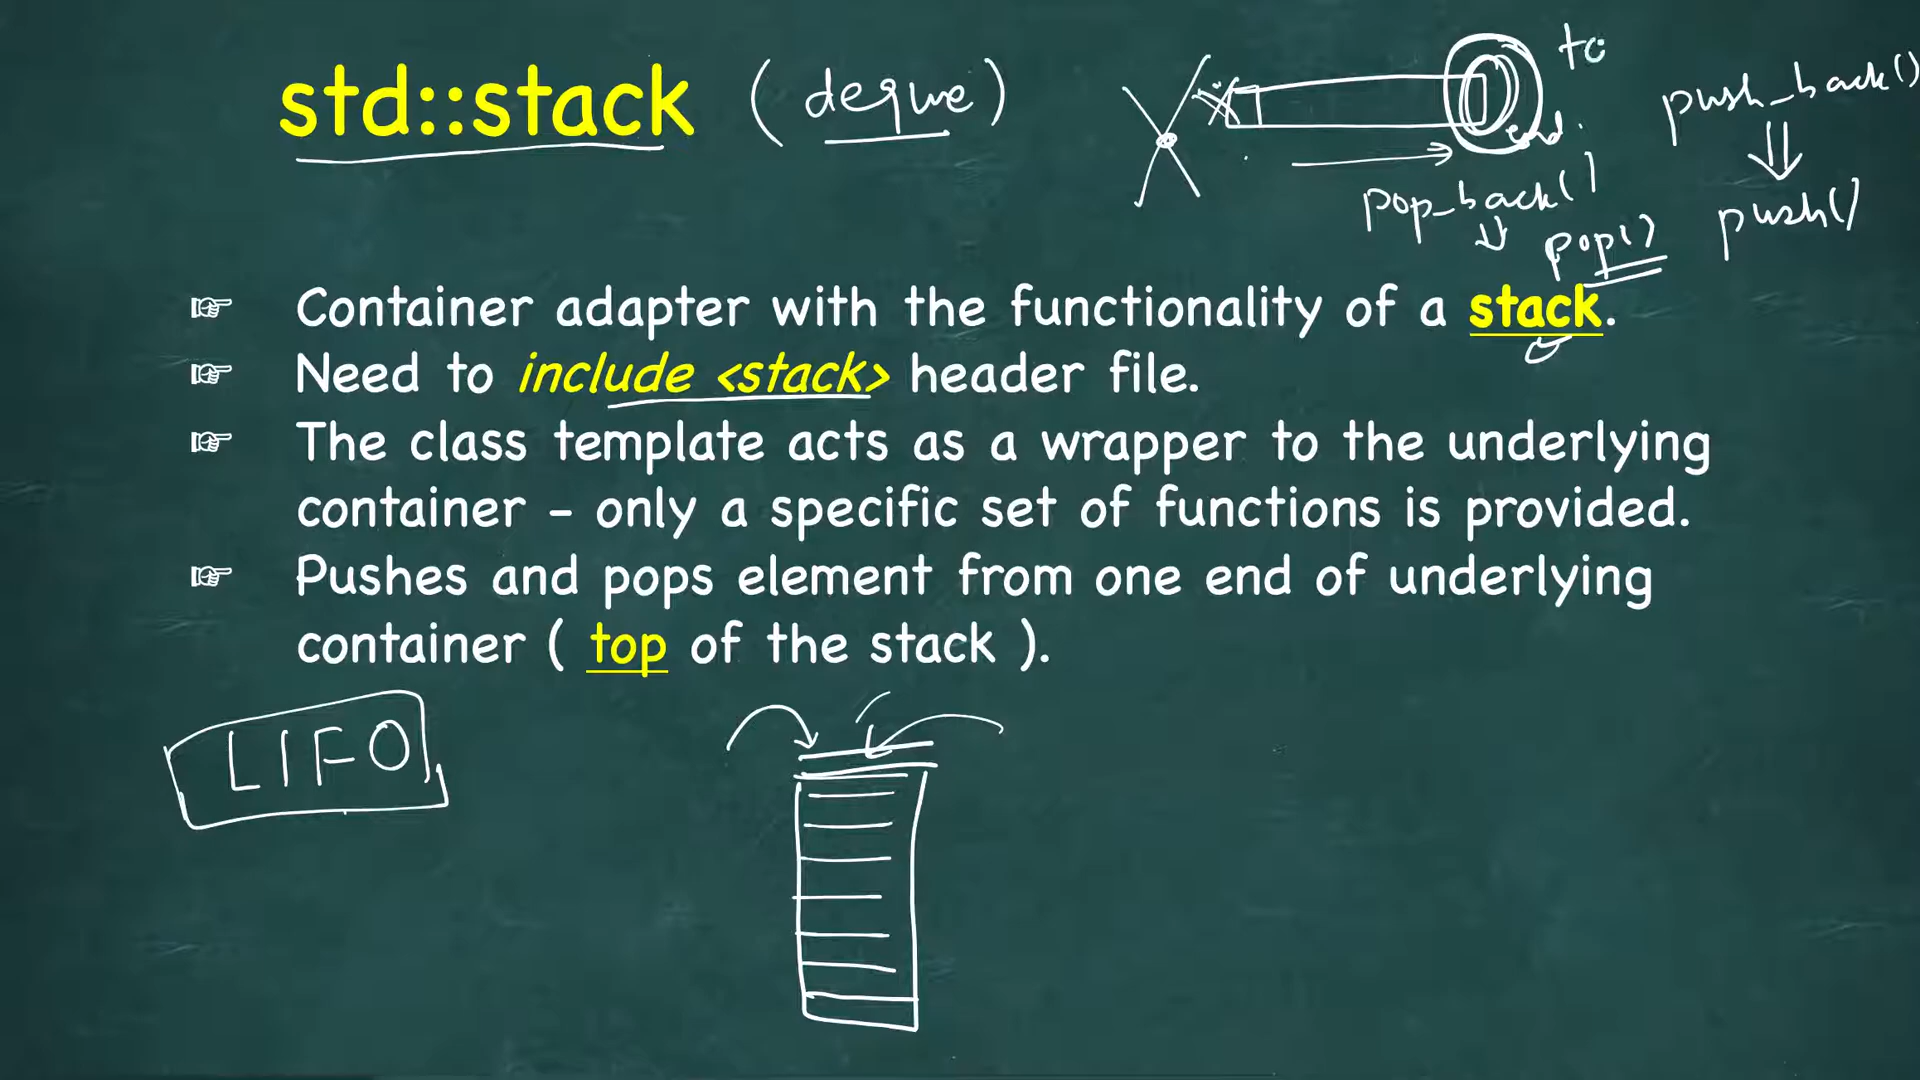 std::stack (deque)
to
end
push_back()
pop_back()
push()
pop()
Container adapter with the functionality of a stack.
Need to include <stack> header file.
The class template acts as a wrapper to the underlying
container - only a specific set of functions is provided.
Pushes and pops element from one end of underlying
container ( top of the stack ).
LIFO